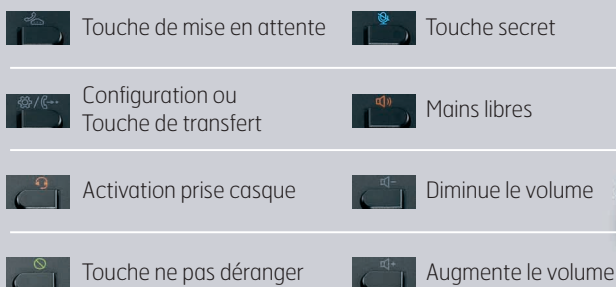 Touche de mise en attente
Touche secret
Configuration ou
Touche de transfert
Mains libres
Activation prise casque
Diminue le volume
Touche ne pas déranger
Augmente le volume